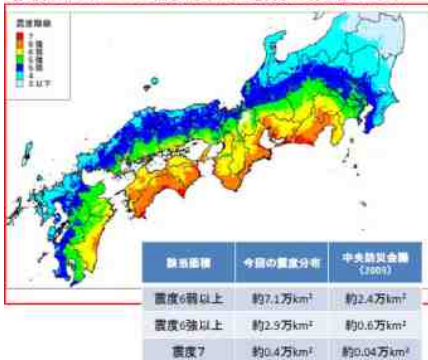 震度階級
7
6強
6弱
5強
5弱
4
3以下
該当面積 今回の震度分布 中央防災会議(2003)
震度6弱以上 約7.1万km² 約2.4万km²
震度6強以上 約2.9万km² 約0.6万km²
震度7 約0.4万km² 約0.04万km²